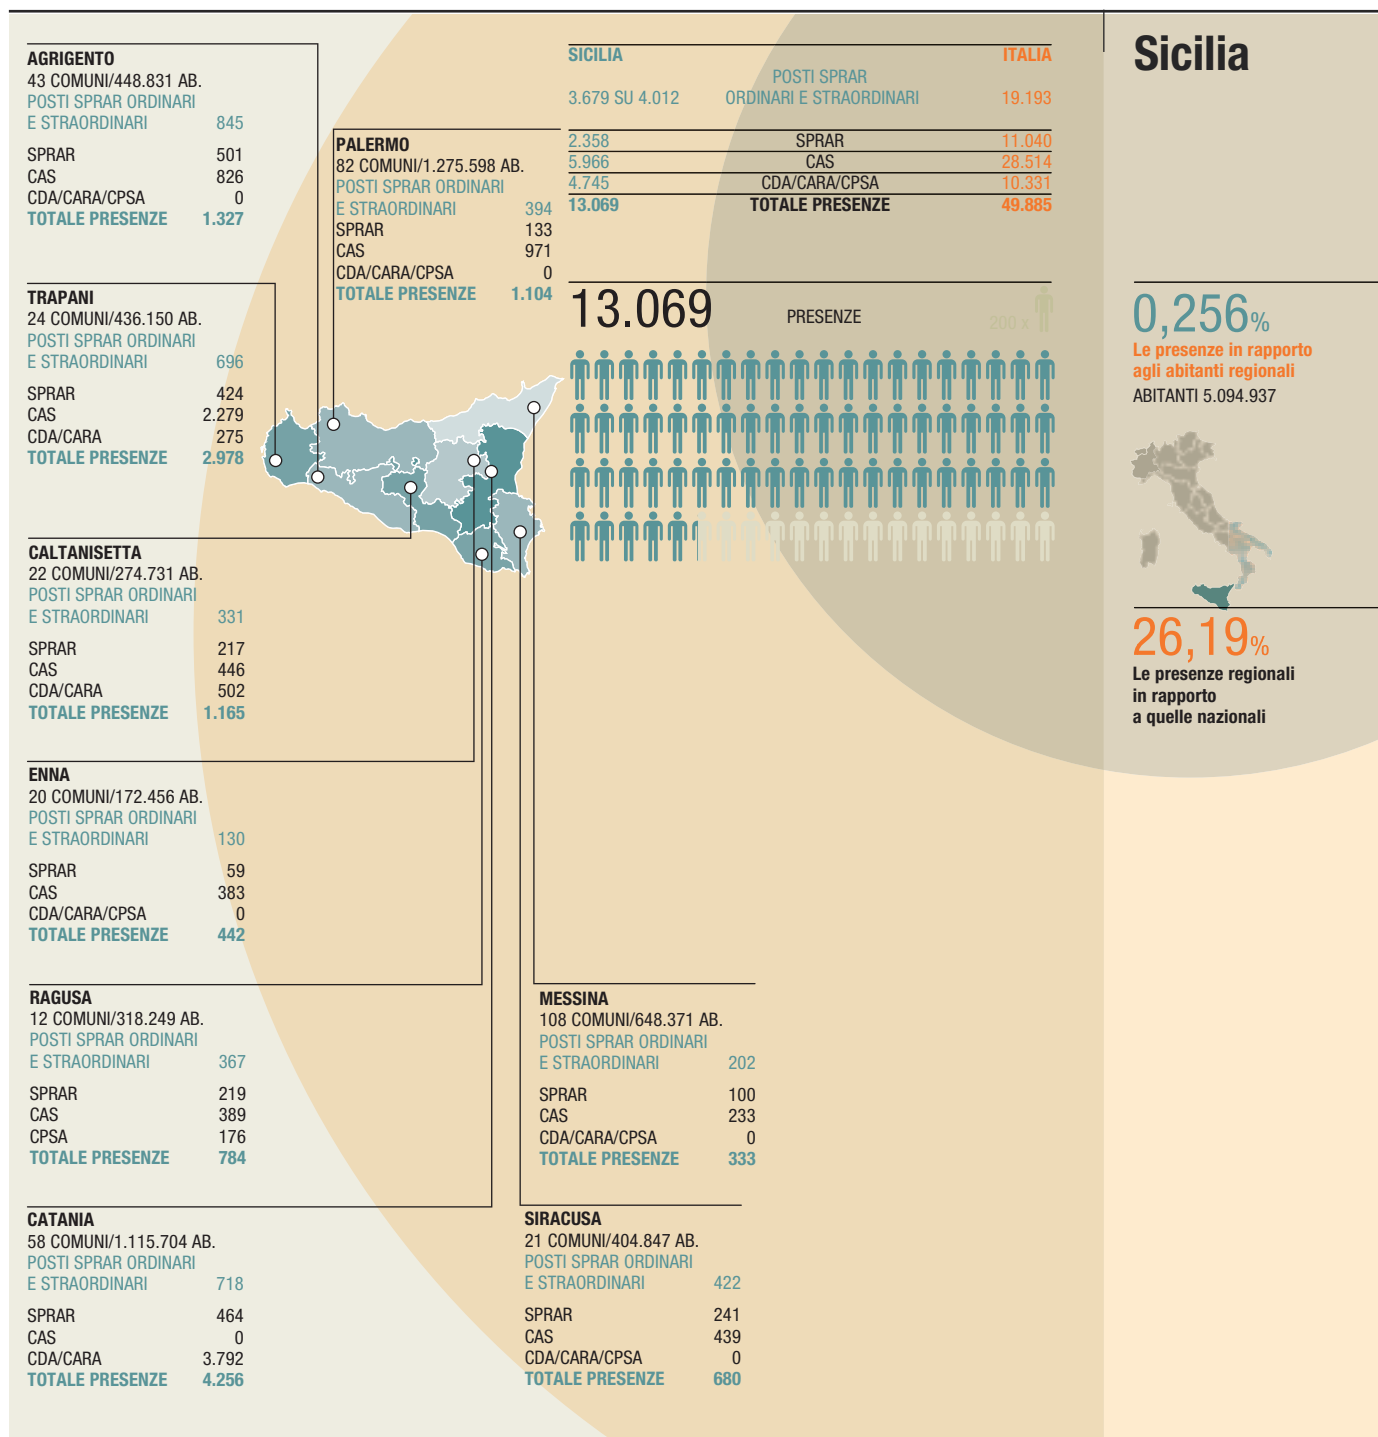 Sicilia
AGRIGENTO
43 COMUNI/448.831 AB.
POSTI SPRAR ORDINARI
E STRAORDINARI 845
SPRAR 501
CAS 826
CDA/CARA/CPSA 0
TOTALE PRESENZE 1.327
PALERMO
82 COMUNI/1.275.598 AB.
POSTI SPRAR ORDINARI
E STRAORDINARI 394
SPRAR 133
CAS 971
CDA/CARA/CPSA 0
TOTALE PRESENZE 1.104
SICILIA ITALIA
POSTI SPRAR
3.679 SU 4.012 ORDINARI E STRAORDINARI 19.193
2.358 SPRAR 11.040
5.966 CAS 28.514
4.745 CDA/CARA/CPSA 10.331
13.069 TOTALE PRESENZE 49.885
13.069 PRESENZE 200 x
0,256%
Le presenze in rapporto
agli abitanti regionali
ABITANTI 5.094.937
26,19%
Le presenze regionali
in rapporto
a quelle nazionali
TRAPANI
24 COMUNI/436.150 AB.
POSTI SPRAR ORDINARI
E STRAORDINARI 696
SPRAR 424
CAS 2.279
CDA/CARA 275
TOTALE PRESENZE 2.978
CALTANISETTA
22 COMUNI/274.731 AB.
POSTI SPRAR ORDINARI
E STRAORDINARI 331
SPRAR 217
CAS 446
CDA/CARA 502
TOTALE PRESENZE 1.165
ENNA
20 COMUNI/172.456 AB.
POSTI SPRAR ORDINARI
E STRAORDINARI 130
SPRAR 59
CAS 383
CDA/CARA/CPSA 0
TOTALE PRESENZE 442
RAGUSA
12 COMUNI/318.249 AB.
POSTI SPRAR ORDINARI
E STRAORDINARI 367
SPRAR 219
CAS 389
CPSA 176
TOTALE PRESENZE 784
MESSINA
108 COMUNI/648.371 AB.
POSTI SPRAR ORDINARI
E STRAORDINARI 202
SPRAR 100
CAS 233
CDA/CARA/CPSA 0
TOTALE PRESENZE 333
CATANIA
58 COMUNI/1.115.704 AB.
POSTI SPRAR ORDINARI
E STRAORDINARI 718
SPRAR 464
CAS 0
CDA/CARA 3.792
TOTALE PRESENZE 4.256
SIRACUSA
21 COMUNI/404.847 AB.
POSTI SPRAR ORDINARI
E STRAORDINARI 422
SPRAR 241
CAS 439
CDA/CARA/CPSA 0
TOTALE PRESENZE 680